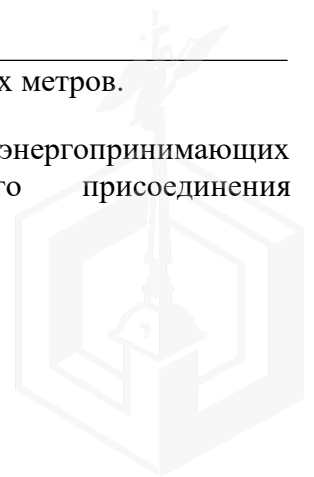 х метров.
энергопринимающих
го присоединения